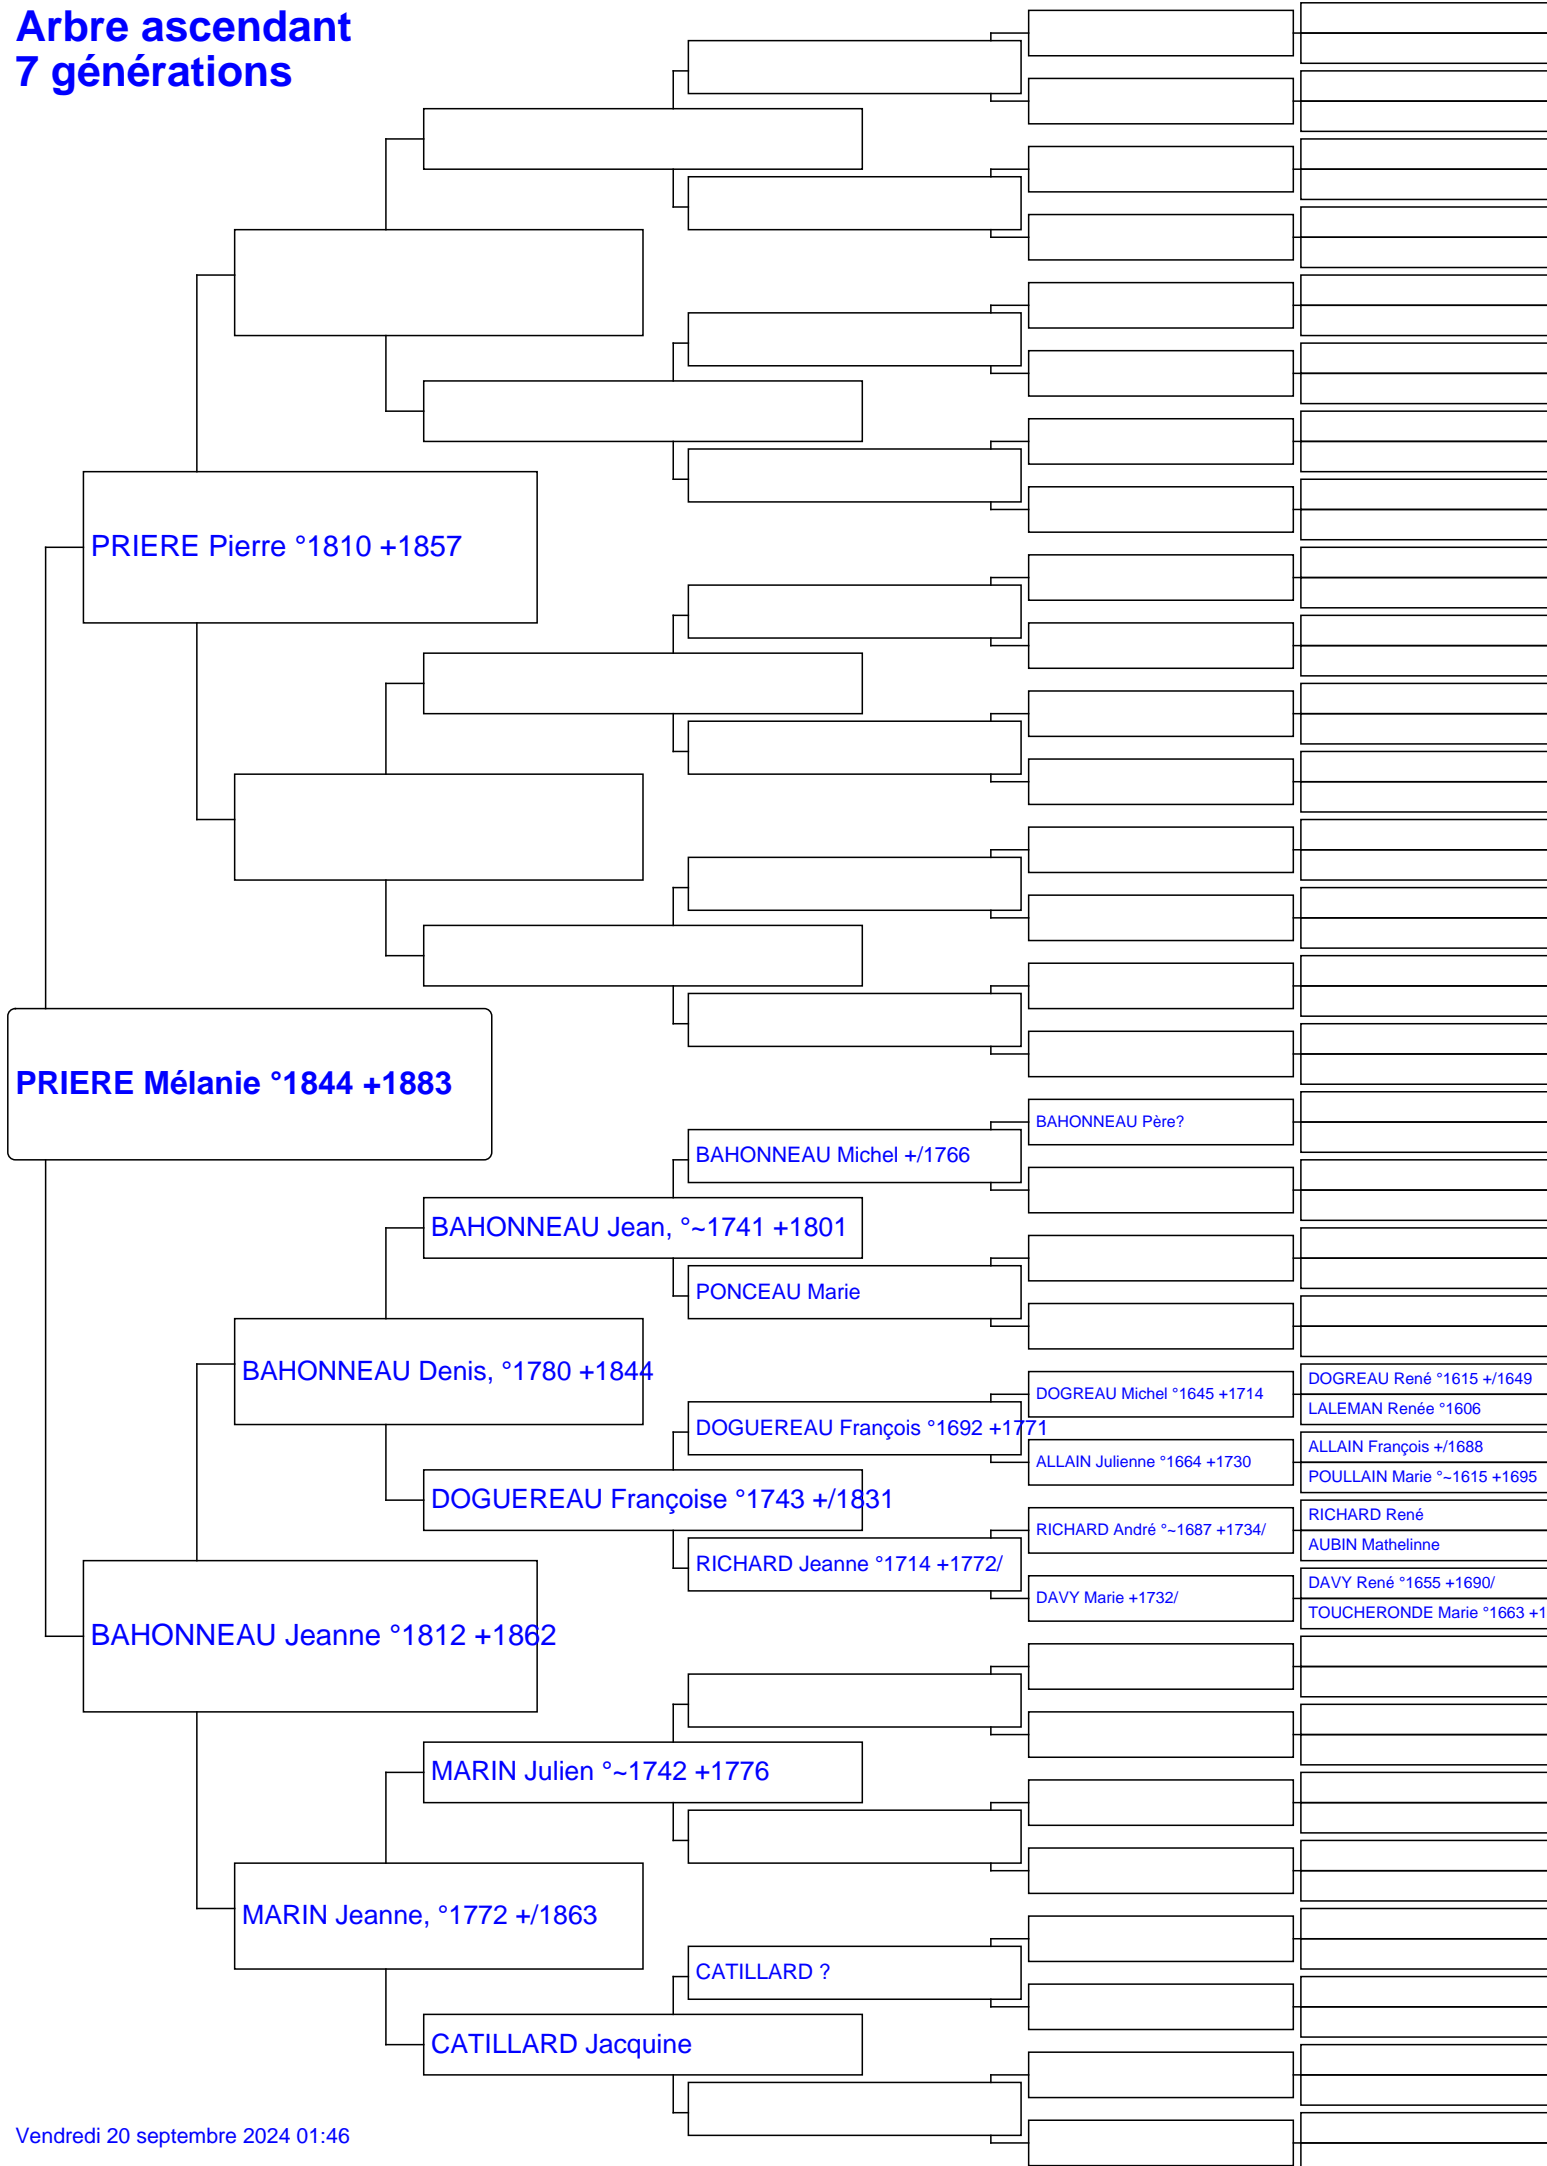 Arbre ascendant
7 générations
PRIERE Pierre °1810 +1857
PRIERE Mélanie °1844 +1883
BAHONNEAU Père?
BAHONNEAU Michel +/1766
BAHONNEAU Jean, °~1741 +1801
PONCEAU Marie
BAHONNEAU Denis, °1780 +1844
DOGREAU René °1615 +/1649
DOGREAU Michel °1645 +1714
LALEMAN Renée °1606
DOGUEREAU François °1692 +1771
ALLAIN François +/1688
ALLAIN Julienne °1664 +1730
POULLAIN Marie °~1615 +1695
DOGUEREAU Françoise °1743 +/1831
RICHARD René
RICHARD André °~1687 +1734/
AUBIN Mathelinne
RICHARD Jeanne °1714 +1772/
DAVY René °1655 +1690/
DAVY Marie +1732/
TOUCHERONDE Marie °1663 +1
BAHONNEAU Jeanne °1812 +1862
MARIN Julien °~1742 +1776
MARIN Jeanne, °1772 +/1863
CATILLARD ?
CATILLARD Jacquine
Vendredi 20 septembre 2024 01:46